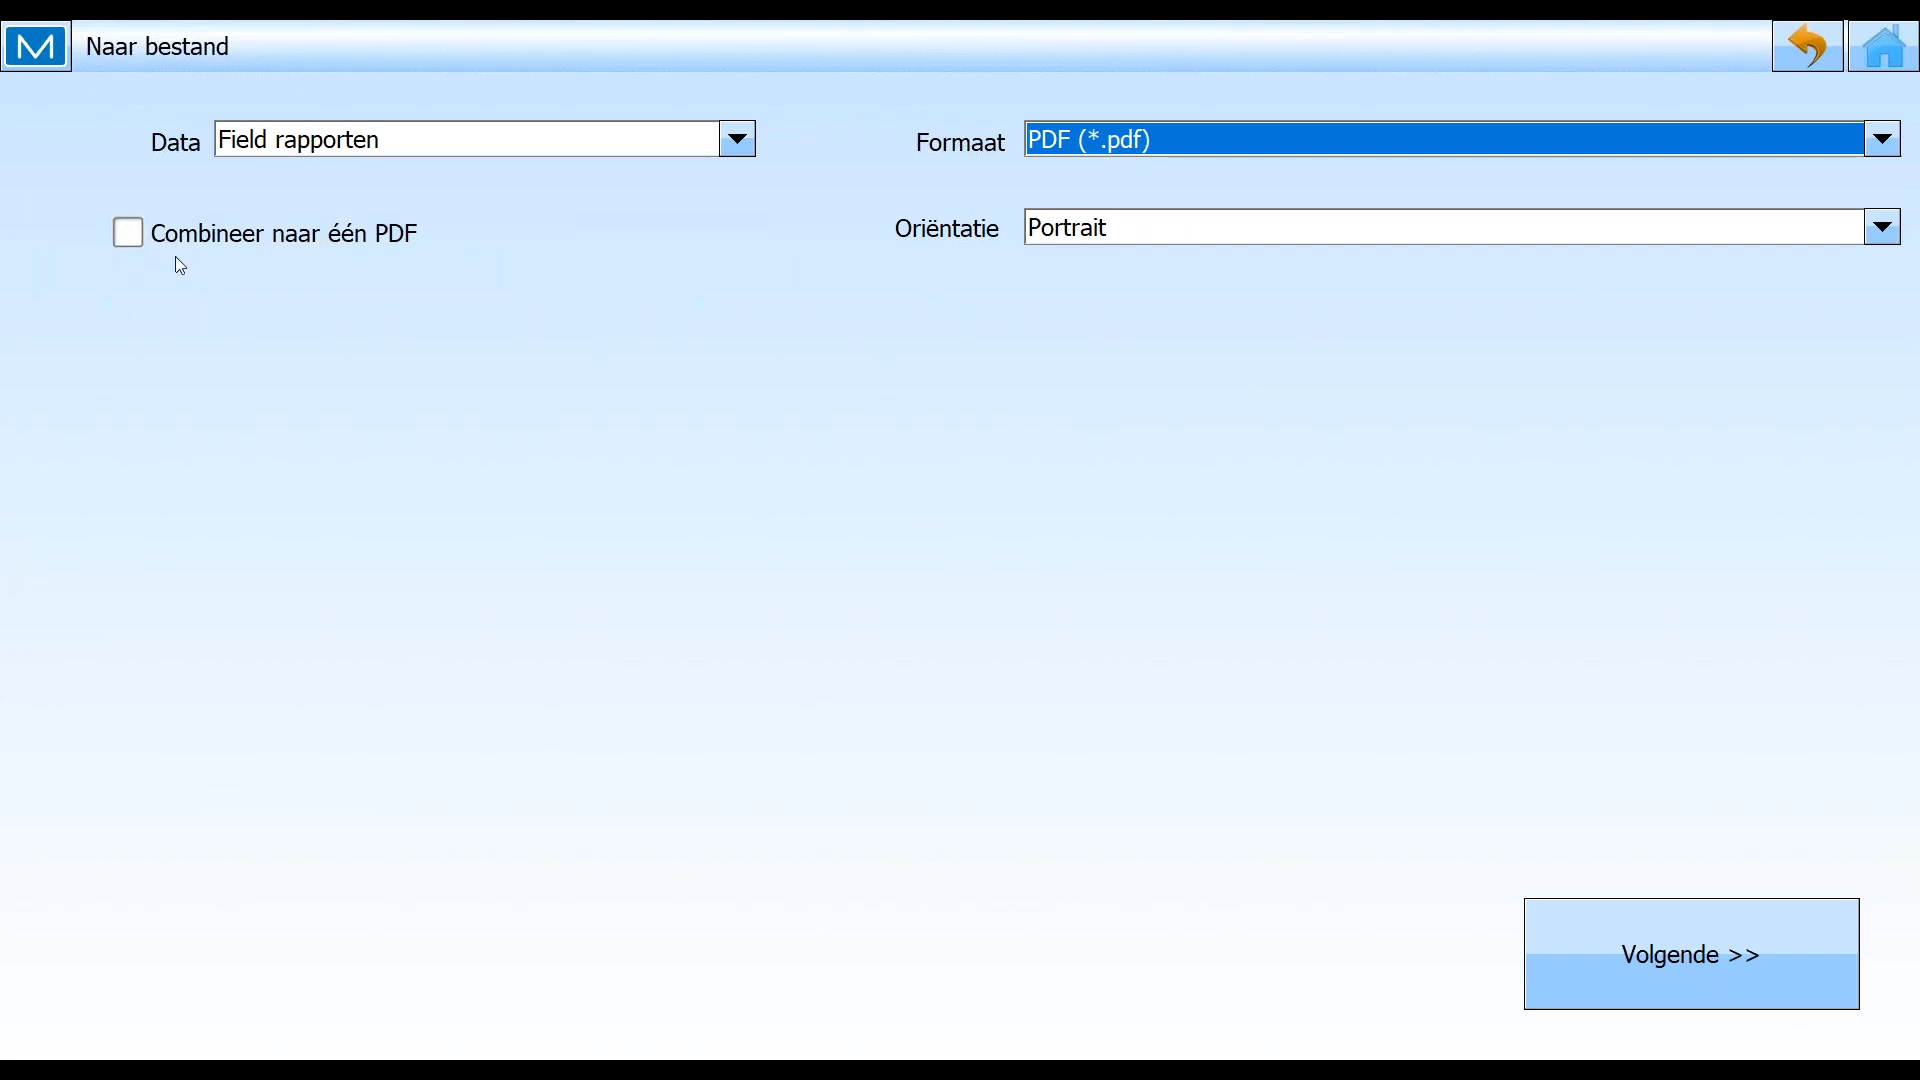 Naar bestand
Data Field rapporten
Formaat PDF (*.pdf)
Combineer naar één PDF
Oriëntatie Portrait
Volgende >>